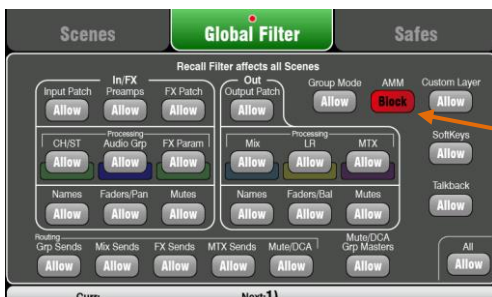 Scenes Global Filter Safes
Recall Filter affects all Scenes
In/FX Out
Input Patch Preamps FX Patch Output Patch Group Mode AMM Custom Layer
Allow Allow Allow Allow Allow Block Allow
Processing Processing
CH/ST Audio Grp FX Param Mix LR MTX SoftKeys
Allow Allow Allow Allow Allow Allow Allow
Names Faders/Pan Mutes Names Faders/Bal Mutes Talkback
Allow Allow Allow Allow Allow Allow Allow
Routing Mute/DCA
Grp Sends Mix Sends FX Sends MTX Sends Mute/DCA Grp Masters All
Allow Allow Allow Allow Allow Allow Allow
Curr: Next:1)